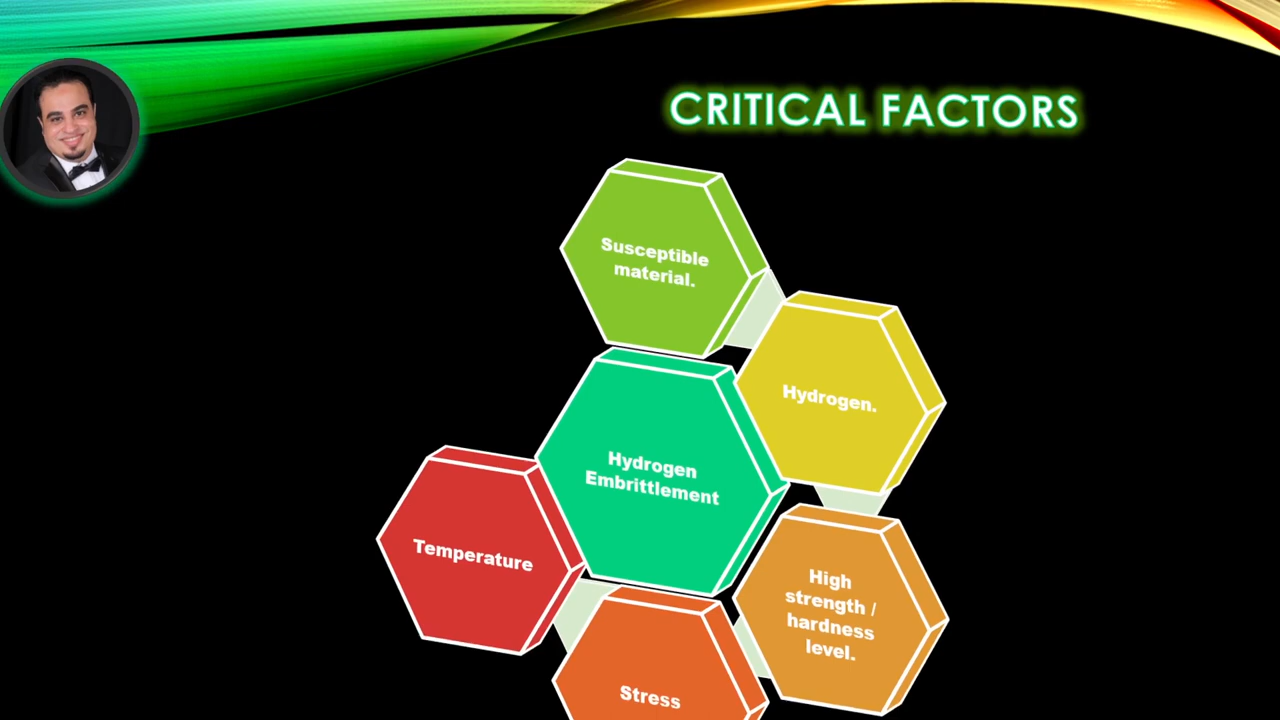 CRITICAL FACTORS
Susceptible
material.
Hydrogen.
Hydrogen
Embrittlement
Temperature
High
strength /
hardness
level.
Stress